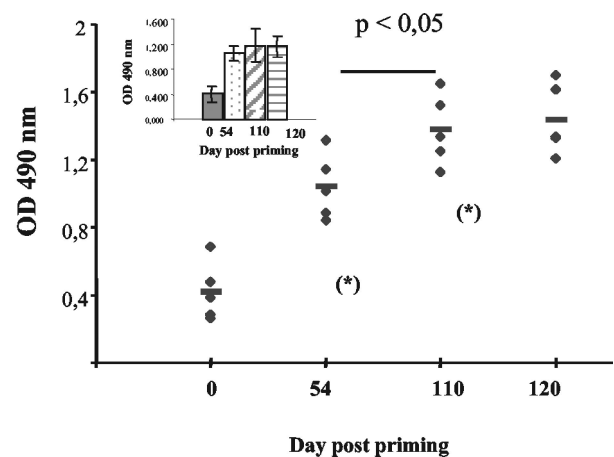 p < 0,05
1,600
1,200
0,800
0,400
0,000
OD 490 nm
0 54 110 120
Day post priming
2
1,6
1,2
0,8
0,4
OD 490 nm
(*)
(*)
0 54 110 120
Day post priming